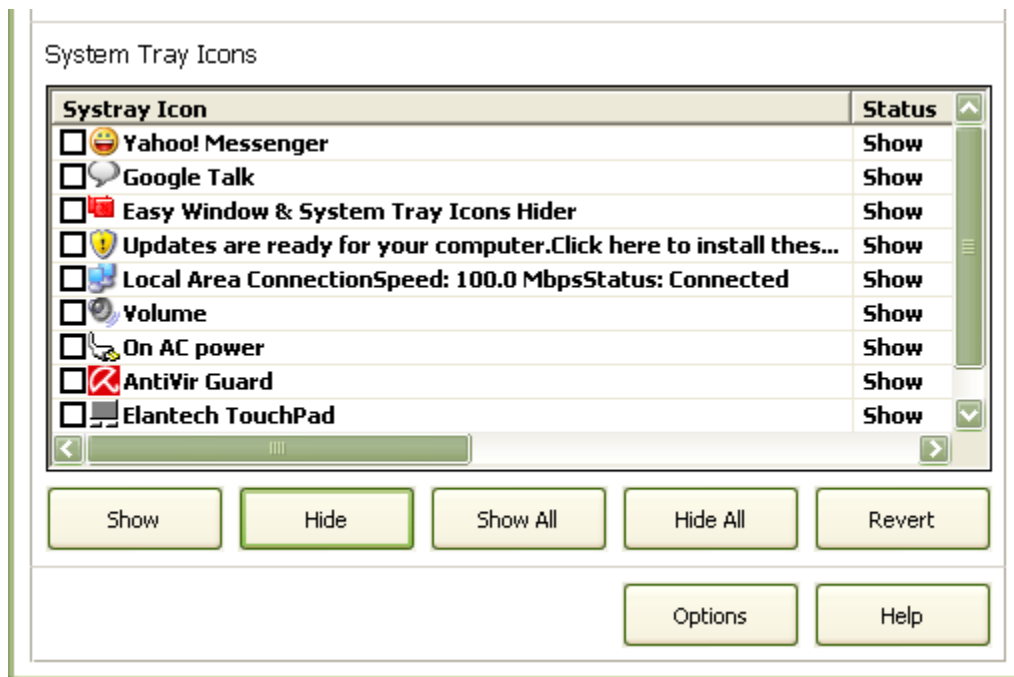 System Tray Icons
Systray Icon Status
Yahoo! Messenger Show
Google Talk Show
Easy Window & System Tray Icons Hider Show
Updates are ready for your computer.Click here to install thes... Show
Local Area ConnectionSpeed: 100.0 MbpsStatus: Connected Show
Volume Show
On AC power Show
AntiVir Guard Show
Elantech TouchPad Show
Show Hide Show All Hide All Revert
Options Help